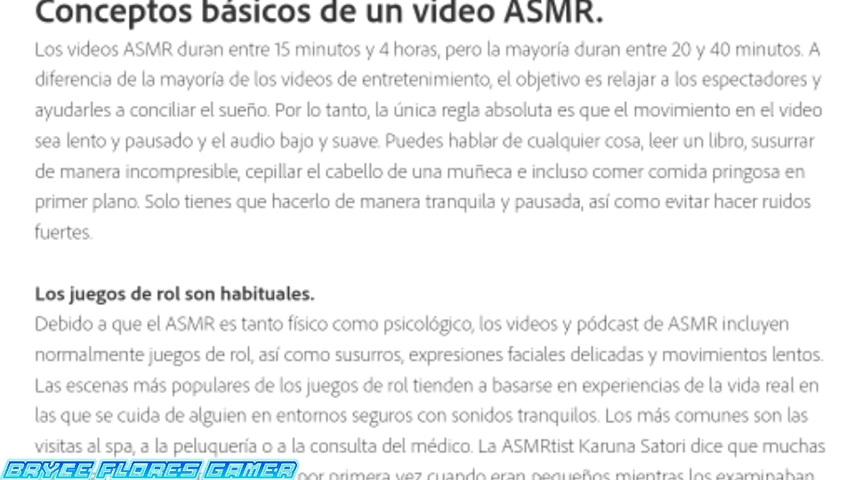 Conceptos básicos de un video ASMR.
Los videos ASMR duran entre 15 minutos y 4 horas, pero la mayoría duran entre 20 y 40 minutos. A
diferencia de la mayoría de los videos de entretenimiento, el objetivo es relajar a los espectadores y
ayudarles a conciliar el sueño. Por lo tanto, la única regla absoluta es que el movimiento en el video
sea lento y pausado y el audio bajo y suave. Puedes hablar de cualquier cosa, leer un libro, susurrar
de manera incompresible, cepillar el cabello de una muñeca e incluso comer comida pringosa en
primer plano. Solo tienes que hacerlo de manera tranquila y pausada, así como evitar hacer ruidos
fuertes.
Los juegos de rol son habituales.
Debido a que el ASMR es tanto físico como psicológico, los videos y pódcast de ASMR incluyen
normalmente juegos de rol, así como susurros, expresiones faciales delicadas y movimientos lentos.
Las escenas más populares de los juegos de rol tienden a basarse en experiencias de la vida real en
las que se cuida de alguien en entornos seguros con sonidos tranquilos. Los más comunes son las
visitas al spa, a la peluquería o a la consulta del médico. La ASMRtist Karuna Satori dice que muchas
por primera vez cuando eran pequeños mientras los examinaban
BRYCE FLORES GAMER